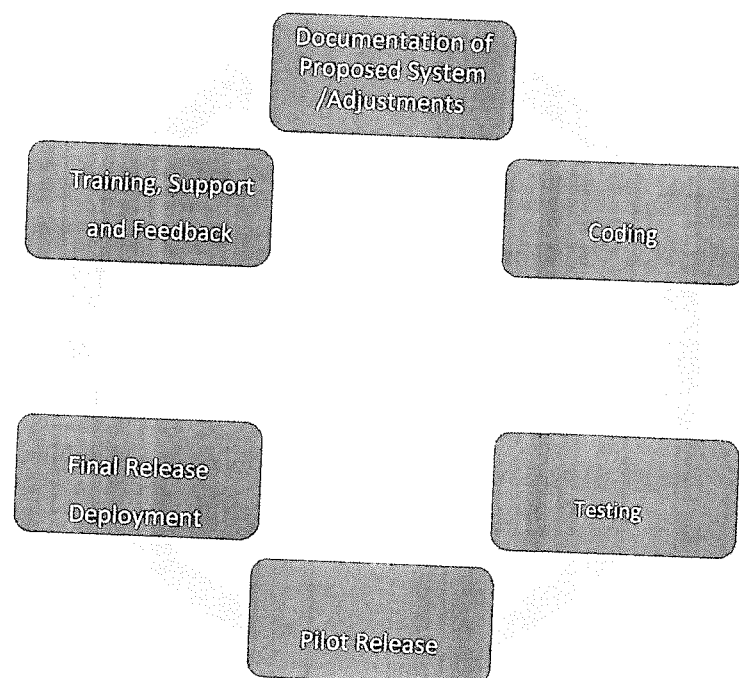 Documentation of
Proposed System
/Adjustments
Coding
Testing
Pilot Release
Final Release
Deployment
Training, Support
and Feedback